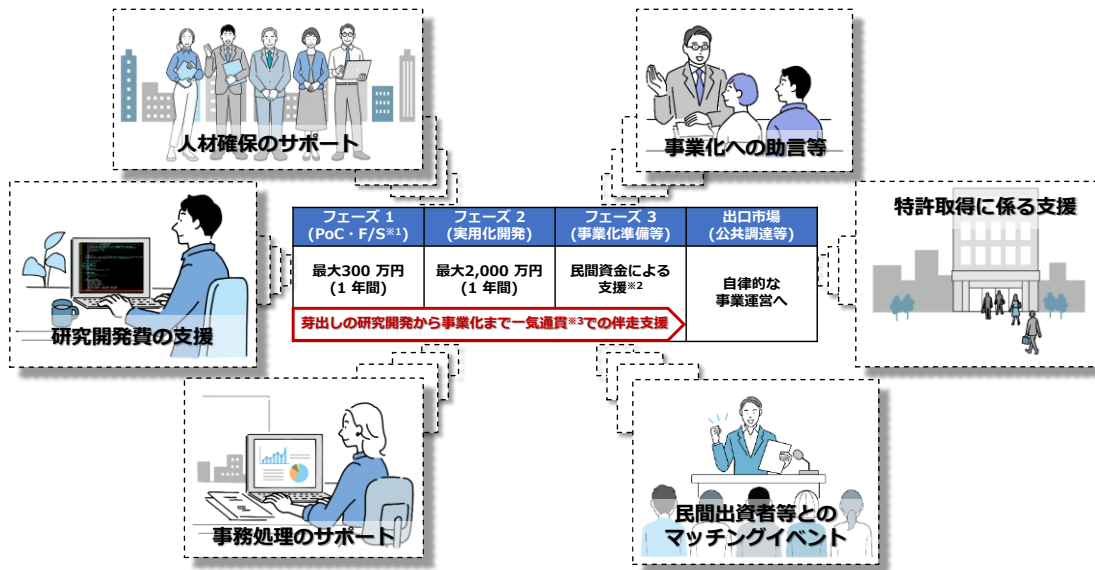 人材確保のサポート
事業化への助言等
特許取得に係る支援
研究開発費の支援
フェーズ 1
(PoC・F/S※1)
フェーズ 2
(実用化開発)
フェーズ 3
(事業化準備等)
出口市場
(公共調達等)
最大300 万円
(1 年間)
最大2,000 万円
(1 年間)
民間資金による
支援※2
自律的な
事業運営へ
芽出しの研究開発から事業化まで一気通貫※3での伴走支援
事務処理のサポート
民間出資者等との
マッチングイベント